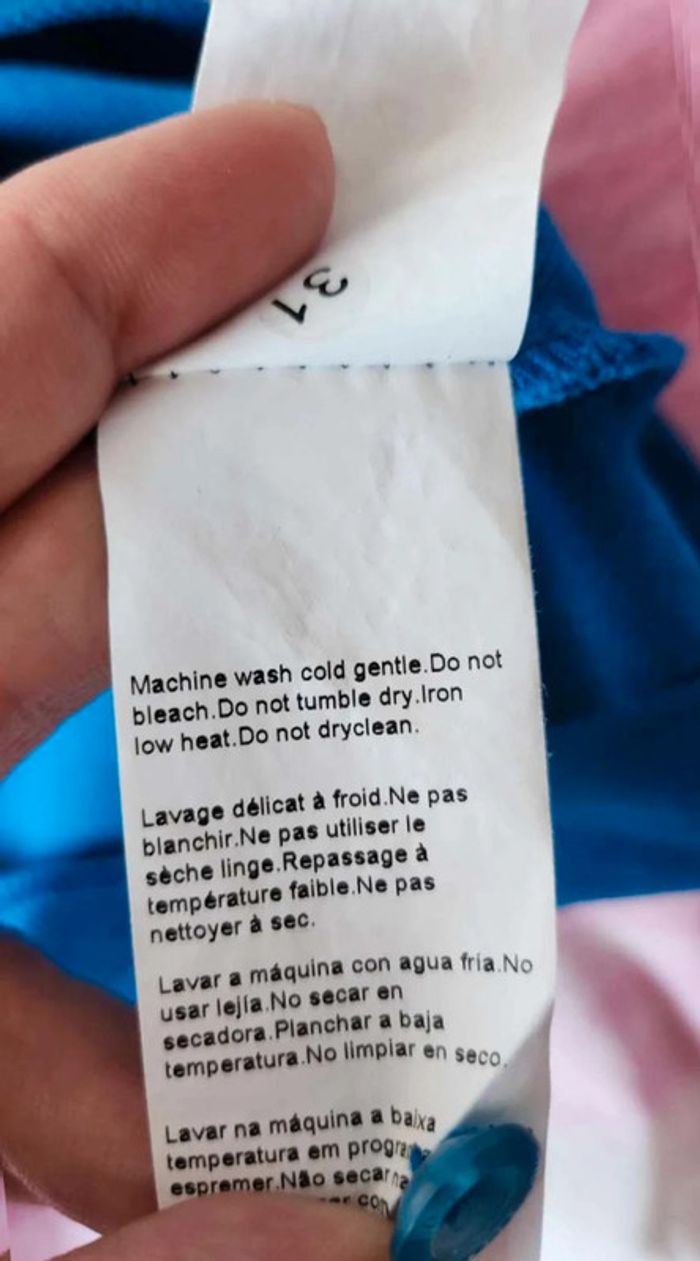 31
Machine wash cold gentle.Do not
bleach.Do not tumble dry.Iron
low heat.Do not dryclean.
Lavage délicat à froid.Ne pas
blanchir.Ne pas utiliser le
sèche linge.Repassage à
température faible.Ne pas
nettoyer à sec.
Lavar a máquina con agua fría.No
usar lejía.No secar en
secadora.Planchar a baja
temperatura.No limpiar en seco.
Lavar na máquina a baixa
temperatura em
espremer.Não secar na